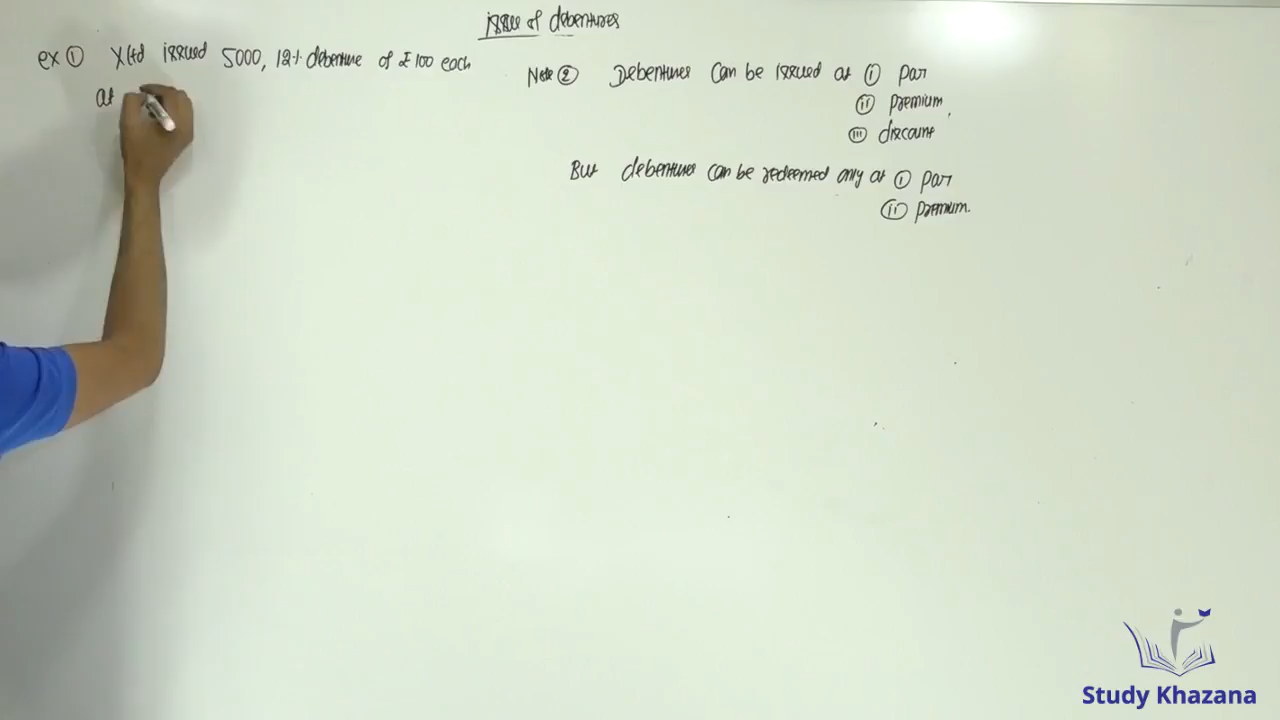 issue of debentures
ex ① X Ltd issued 5000, 12% debenture of ₹100 each
at
Note ② Debentures can be issued at ⓘ par
ⓘⓘ premium,
ⓘⓘⓘ discount
But debentures can be redeemed only at ⓘ par
ⓘⓘ premium.
Study Khazana